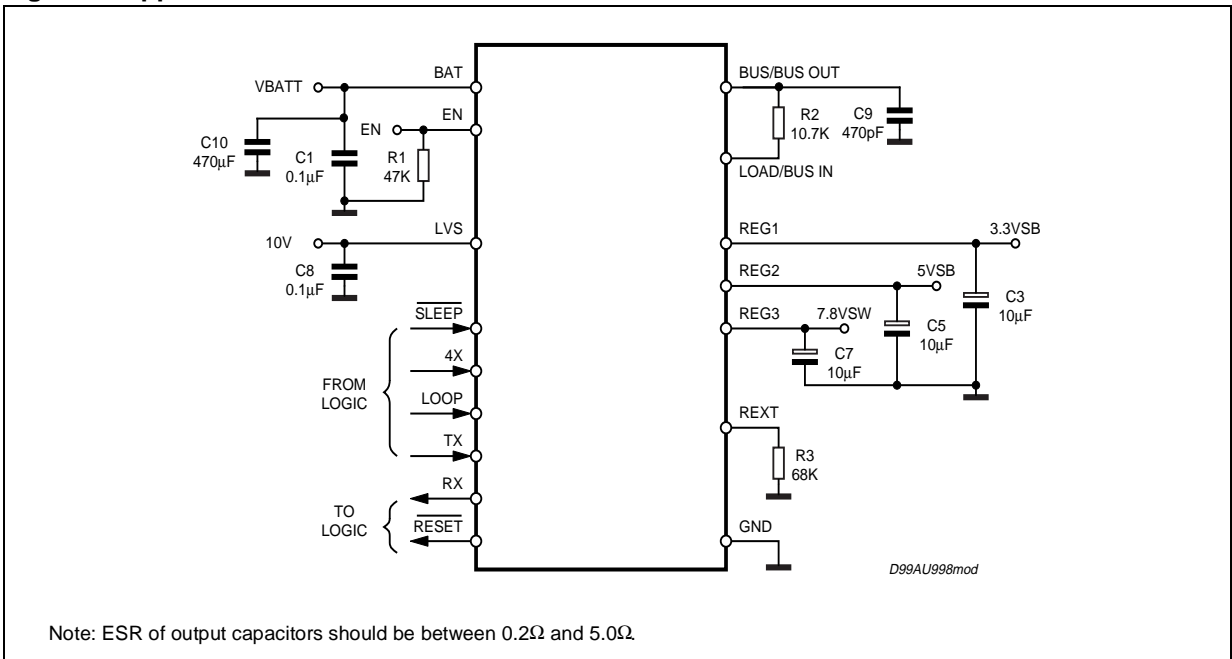 VBATT
BAT
EN
EN
C10
470μF
C1
0.1μF
R1
47K
10V
LVS
C8
0.1μF
SLEEP
4X
LOOP
TX
FROM
LOGIC
RX
RESET
TO
LOGIC
BUS/BUS OUT
R2
10.7K
C9
470pF
LOAD/BUS IN
REG1
3.3VSB
REG2
5VSB
C3
10μF
REG3
7.8VSW
C5
10μF
C7
10μF
REXT
R3
68K
GND
D99AU998mod
Note: ESR of output capacitors should be between 0.2Ω and 5.0Ω.